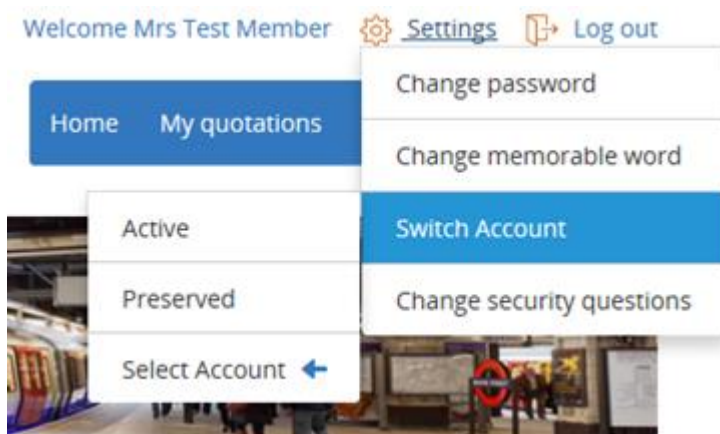 Welcome Mrs Test Member Settings Log out
Change password
Home My quotations
Change memorable word
Active
Switch Account
Preserved
Change security questions
Select Account